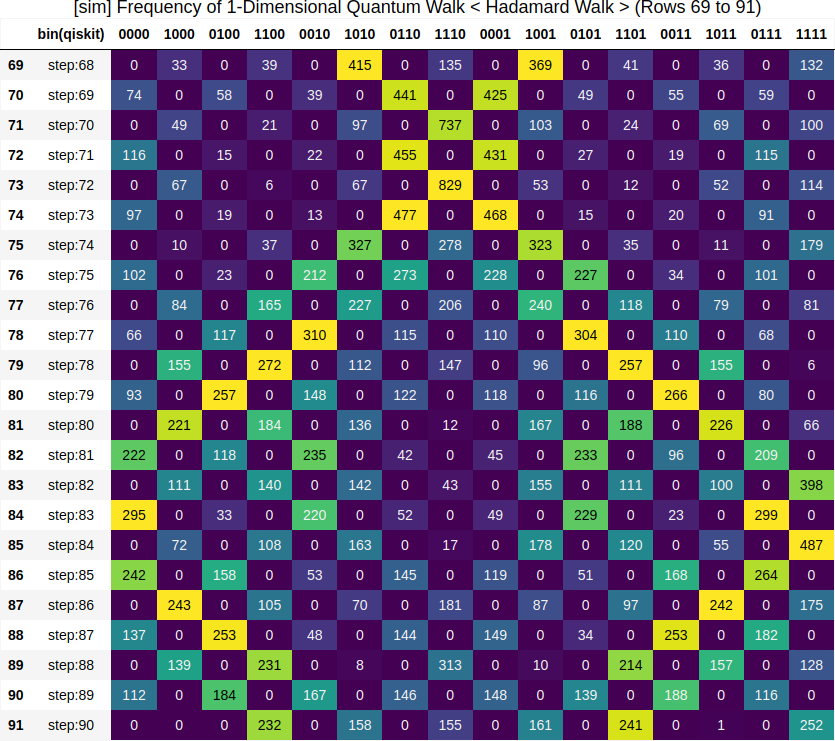 [sim] Frequency of 1-Dimensional Quantum Walk < Hadamard Walk > (Rows 69 to 91)
bin(qiskit) 0000 1000 0100 1100 0010 1010 0110 1110 0001 1001 0101 1101 0011 1011 0111 1111
69 step:68 0 33 0 39 0 415 0 135 0 369 0 41 0 36 0 132
70 step:69 74 0 58 0 39 0 441 0 425 0 49 0 55 0 59 0
71 step:70 0 49 0 21 0 97 0 737 0 103 0 24 0 69 0 100
72 step:71 116 0 15 0 22 0 455 0 431 0 27 0 19 0 115 0
73 step:72 0 67 0 6 0 67 0 829 0 53 0 12 0 52 0 114
74 step:73 97 0 19 0 13 0 477 0 468 0 15 0 20 0 91 0
75 step:74 0 10 0 37 0 327 0 278 0 323 0 35 0 11 0 179
76 step:75 102 0 23 0 212 0 273 0 228 0 227 0 34 0 101 0
77 step:76 0 84 0 165 0 227 0 206 0 240 0 118 0 79 0 81
78 step:77 66 0 117 0 310 0 115 0 110 0 304 0 110 0 68 0
79 step:78 0 155 0 272 0 112 0 147 0 96 0 257 0 155 0 6
80 step:79 93 0 257 0 148 0 122 0 118 0 116 0 266 0 80 0
81 step:80 0 221 0 184 0 136 0 12 0 167 0 188 0 226 0 66
82 step:81 222 0 118 0 235 0 42 0 45 0 233 0 96 0 209 0
83 step:82 0 111 0 140 0 142 0 43 0 155 0 111 0 100 0 398
84 step:83 295 0 33 0 220 0 52 0 49 0 229 0 23 0 299 0
85 step:84 0 72 0 108 0 163 0 17 0 178 0 120 0 55 0 487
86 step:85 242 0 158 0 53 0 145 0 119 0 51 0 168 0 264 0
87 step:86 0 243 0 105 0 70 0 181 0 87 0 97 0 242 0 175
88 step:87 137 0 253 0 48 0 144 0 149 0 34 0 253 0 182 0
89 step:88 0 139 0 231 0 8 0 313 0 10 0 214 0 157 0 128
90 step:89 112 0 184 0 167 0 146 0 148 0 139 0 188 0 116 0
91 step:90 0 0 0 232 0 158 0 155 0 161 0 241 0 1 0 252